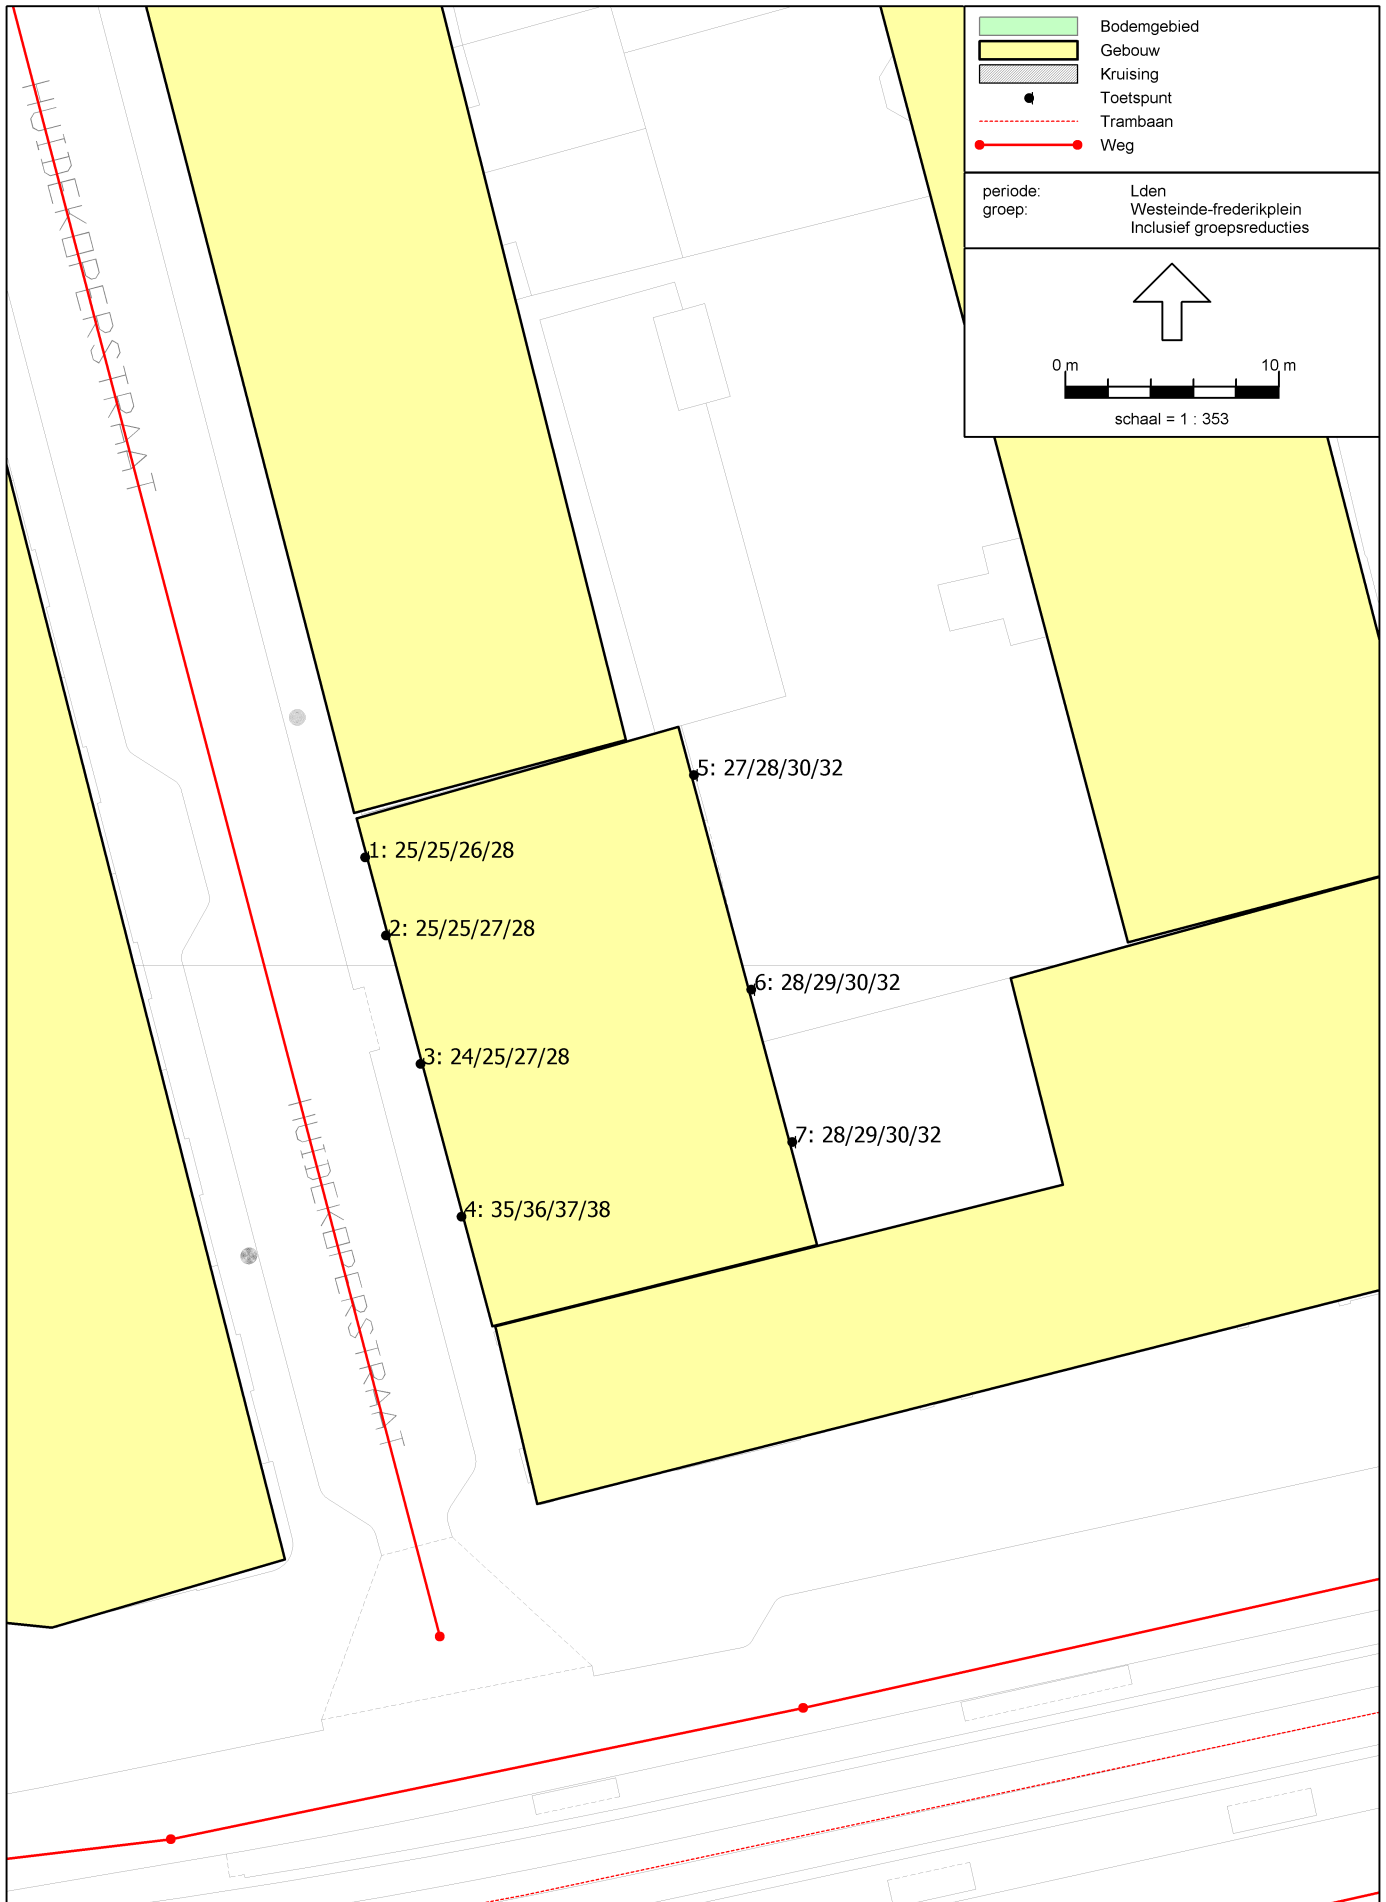 Bodemgebied
Gebouw
Kruising
Toetspunt
Trambaan
Weg
periode: Lden
groep: Westeinde-frederikplein
Inclusief groepsreducties
0 m 10 m
schaal = 1 : 353
HUIDEKOPERSTRAAT
5: 27/28/30/32
1: 25/25/26/28
2: 25/25/27/28
6: 28/29/30/32
3: 24/25/27/28
7: 28/29/30/32
4: 35/36/37/38
HUIDEKOPERSTRAAT